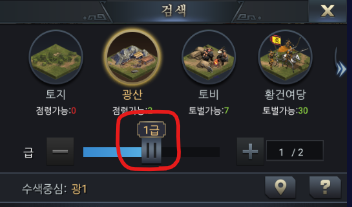 검색
X
토지 광산 토비 황건여당
점령가능:0 점령가능:2 토벌가능:7 토벌가능:30
1급
급 1 /2
수색중심: 광1 ?